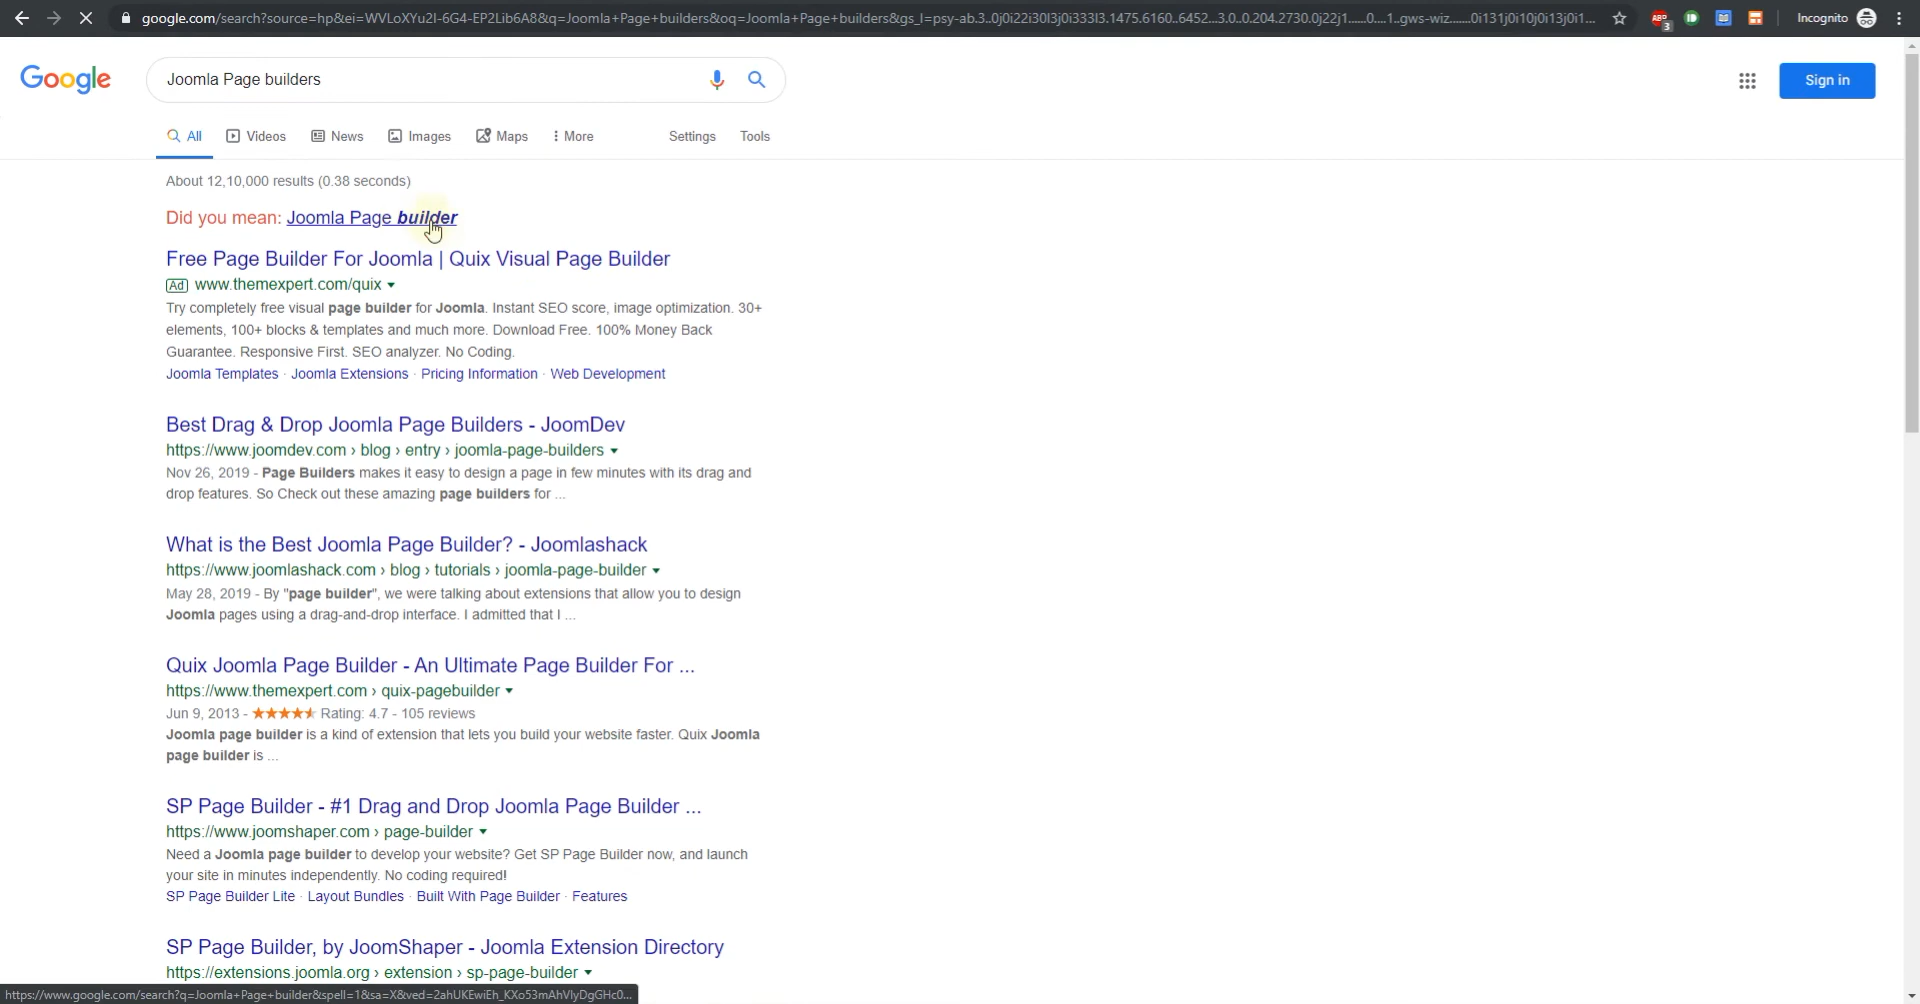 google.com/search?source=hp&ei=WVLoXYu2I-6G4-EP2Lib6A8&q=Joomla+Page+builders&oq=Joomla+Page+builders&gs_l=psy-ab.3..0j0i22i30l3j0i333l3.1475.6160..6452...3.0..0.204.2730.0j22j1......0....1..gws-wiz.......0i131j0i10j0i13j0i1...
ABP
3
Incognito
Google
Joomla Page builders
Sign in
All
Videos
News
Images
Maps
More
Settings
Tools
About 12,10,000 results (0.38 seconds)
Did you mean: Joomla Page builder
Free Page Builder For Joomla | Quix Visual Page Builder
Ad www.themexpert.com/quix
Try completely free visual page builder for Joomla. Instant SEO score, image optimization. 30+
elements, 100+ blocks & templates and much more. Download Free. 100% Money Back
Guarantee. Responsive First. SEO analyzer. No Coding.
Joomla Templates · Joomla Extensions · Pricing Information · Web Development
Best Drag & Drop Joomla Page Builders - JoomDev
https://www.joomdev.com › blog › entry › joomla-page-builders
Nov 26, 2019 - Page Builders makes it easy to design a page in few minutes with its drag and
drop features. So Check out these amazing page builders for ...
What is the Best Joomla Page Builder? - Joomlashack
https://www.joomlashack.com › blog › tutorials › joomla-page-builder
May 28, 2019 - By "page builder", we were talking about extensions that allow you to design
Joomla pages using a drag-and-drop interface. I admitted that I ...
Quix Joomla Page Builder - An Ultimate Page Builder For ...
https://www.themexpert.com › quix-pagebuilder
Jun 9, 2013 - Rating: 4.7 - 105 reviews
Joomla page builder is a kind of extension that lets you build your website faster. Quix Joomla
page builder is ...
SP Page Builder - #1 Drag and Drop Joomla Page Builder ...
https://www.joomshaper.com › page-builder
Need a Joomla page builder to develop your website? Get SP Page Builder now, and launch
your site in minutes independently. No coding required!
SP Page Builder Lite · Layout Bundles · Built With Page Builder · Features
SP Page Builder, by JoomShaper - Joomla Extension Directory
https://extensions.joomla.org › extension › sp-page-builder
https://www.google.com/search?q=Joomla+Page+builder&spell=1&sa=X&ved=2ahUKEwiEh_KXo53mAhVlyDgGHc0...